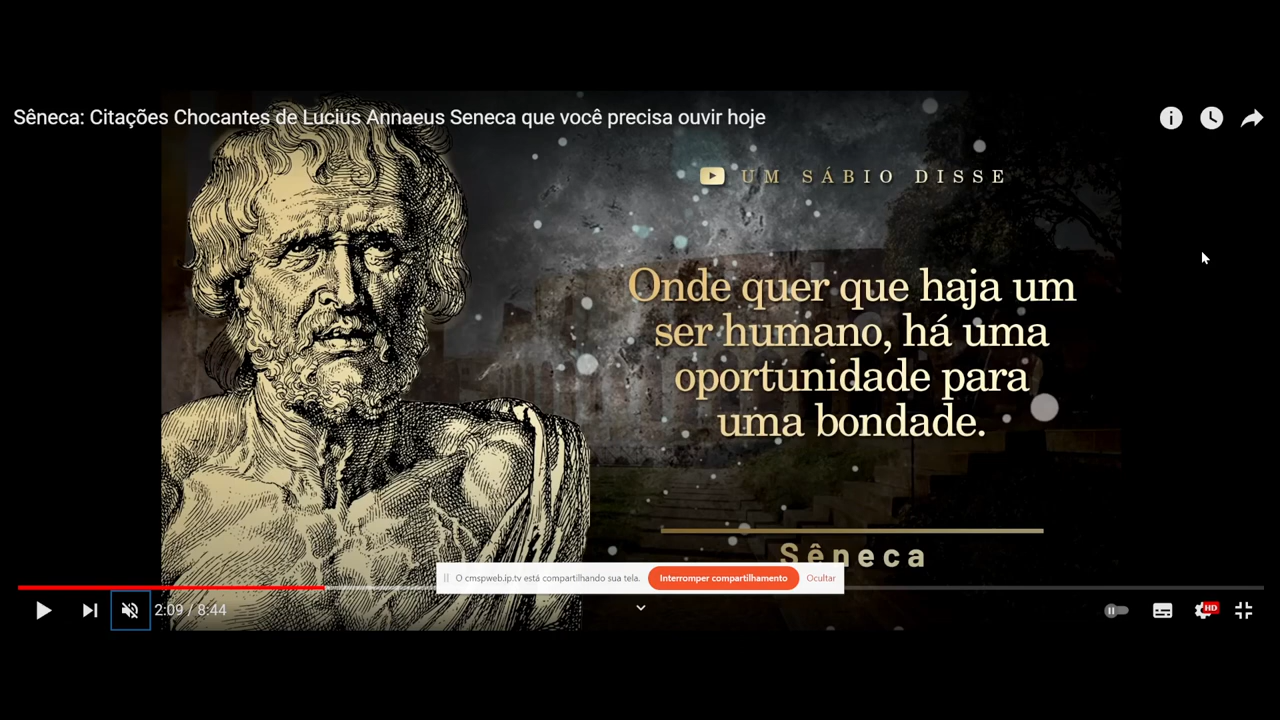 Sêneca: Citações Chocantes de Lucius Annaeus Seneca que você precisa ouvir hoje
UM SÁBIO DISSE
Onde quer que haja um
ser humano, há uma
oportunidade para
uma bondade.
Sêneca
O cmspweb.ip.tv está compartilhando sua tela. Interromper compartilhamento Ocultar
2:09 / 8:44 HD